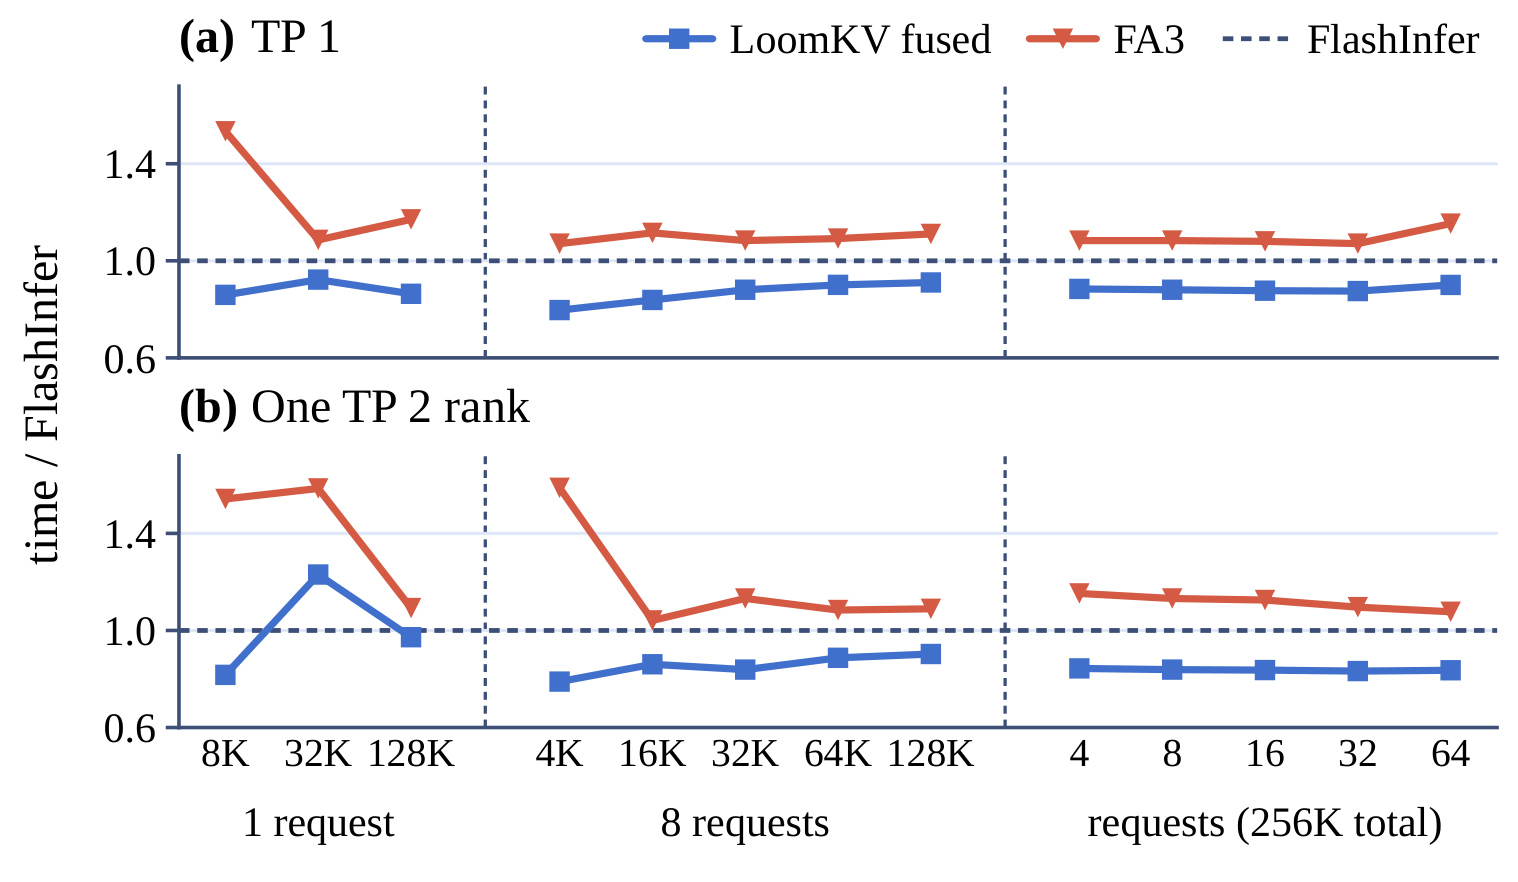 (a) TP 1
LoomKV fused FA3 FlashInfer
time / FlashInfer
1.4
1.0
0.6
(b) One TP 2 rank
1.4
1.0
0.6
8K 32K 128K 4K 16K 32K 64K 128K 4 8 16 32 64
1 request 8 requests requests (256K total)